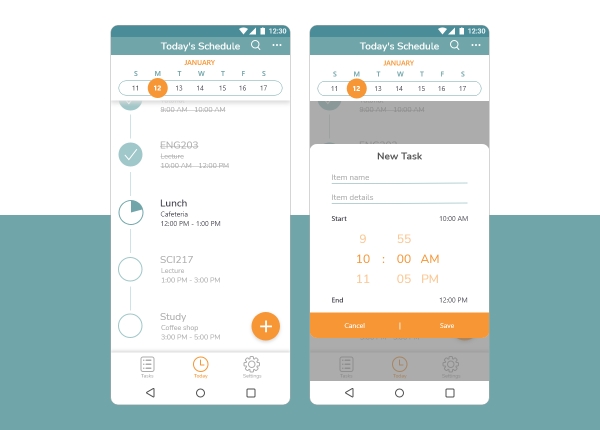 12:30
Today's Schedule
JANUARY
S M T W T F S
11 12 13 14 15 16 17
9:00 AM - 10:00 AM
ENG203
Lecture
10:00 AM - 12:00 PM
Lunch
Cafeteria
12:00 PM - 1:00 PM
SCI217
Lecture
1:00 PM - 3:00 PM
Study
Coffee shop
3:00 PM - 5:00 PM
+
Tasks Today Settings
12:30
Today's Schedule
JANUARY
S M T W T F S
11 12 13 14 15 16 17
9:00 AM - 10:00 AM
ENG203
New Task
Item name
Item details
Start 10:00 AM
9 55
10 : 00 AM
11 05 PM
End 12:00 PM
Cancel | Save
Tasks Today Settings